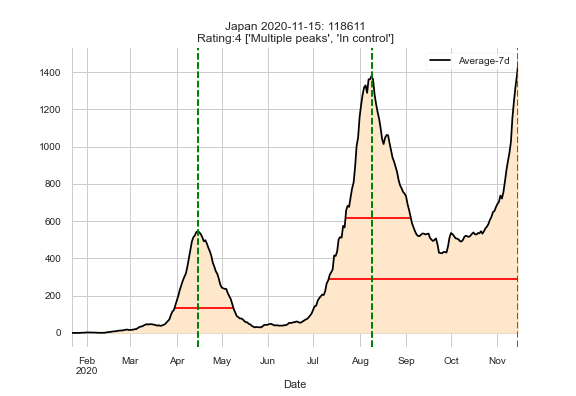 Japan 2020-11-15: 118611
Rating:4 ['Multiple peaks', 'In control']
Average-7d
1400
1200
1000
800
600
400
200
0
Feb Mar Apr May Jun Jul Aug Sep Oct Nov
2020
Date